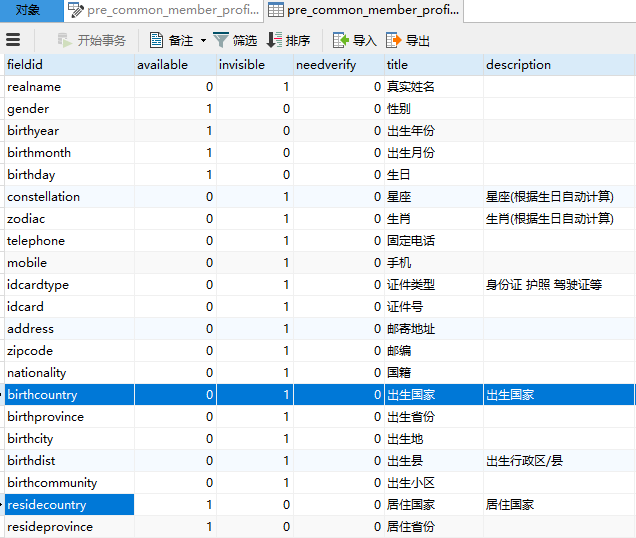 对象 pre_common_member_profi... pre_common_member_profi...
开始事务 备注 筛选 排序 导入 导出
fieldid available invisible needverify title description
realname 0 1 0 真实姓名
gender 1 0 0 性别
birthyear 1 0 0 出生年份
birthmonth 1 0 0 出生月份
birthday 1 0 0 生日
constellation 0 1 0 星座 星座(根据生日自动计算)
zodiac 0 1 0 生肖 生肖(根据生日自动计算)
telephone 0 1 0 固定电话
mobile 0 1 0 手机
idcardtype 0 1 0 证件类型 身份证 护照 驾驶证等
idcard 0 1 0 证件号
address 0 1 0 邮寄地址
zipcode 0 1 0 邮编
nationality 0 1 0 国籍
birthcountry 0 1 0 出生国家 出生国家
birthprovince 0 1 0 出生省份
birthcity 0 1 0 出生地
birthdist 0 1 0 出生县 出生行政区/县
birthcommunity 0 1 0 出生小区
residecountry 1 0 0 居住国家 居住国家
resideprovince 1 0 0 居住省份